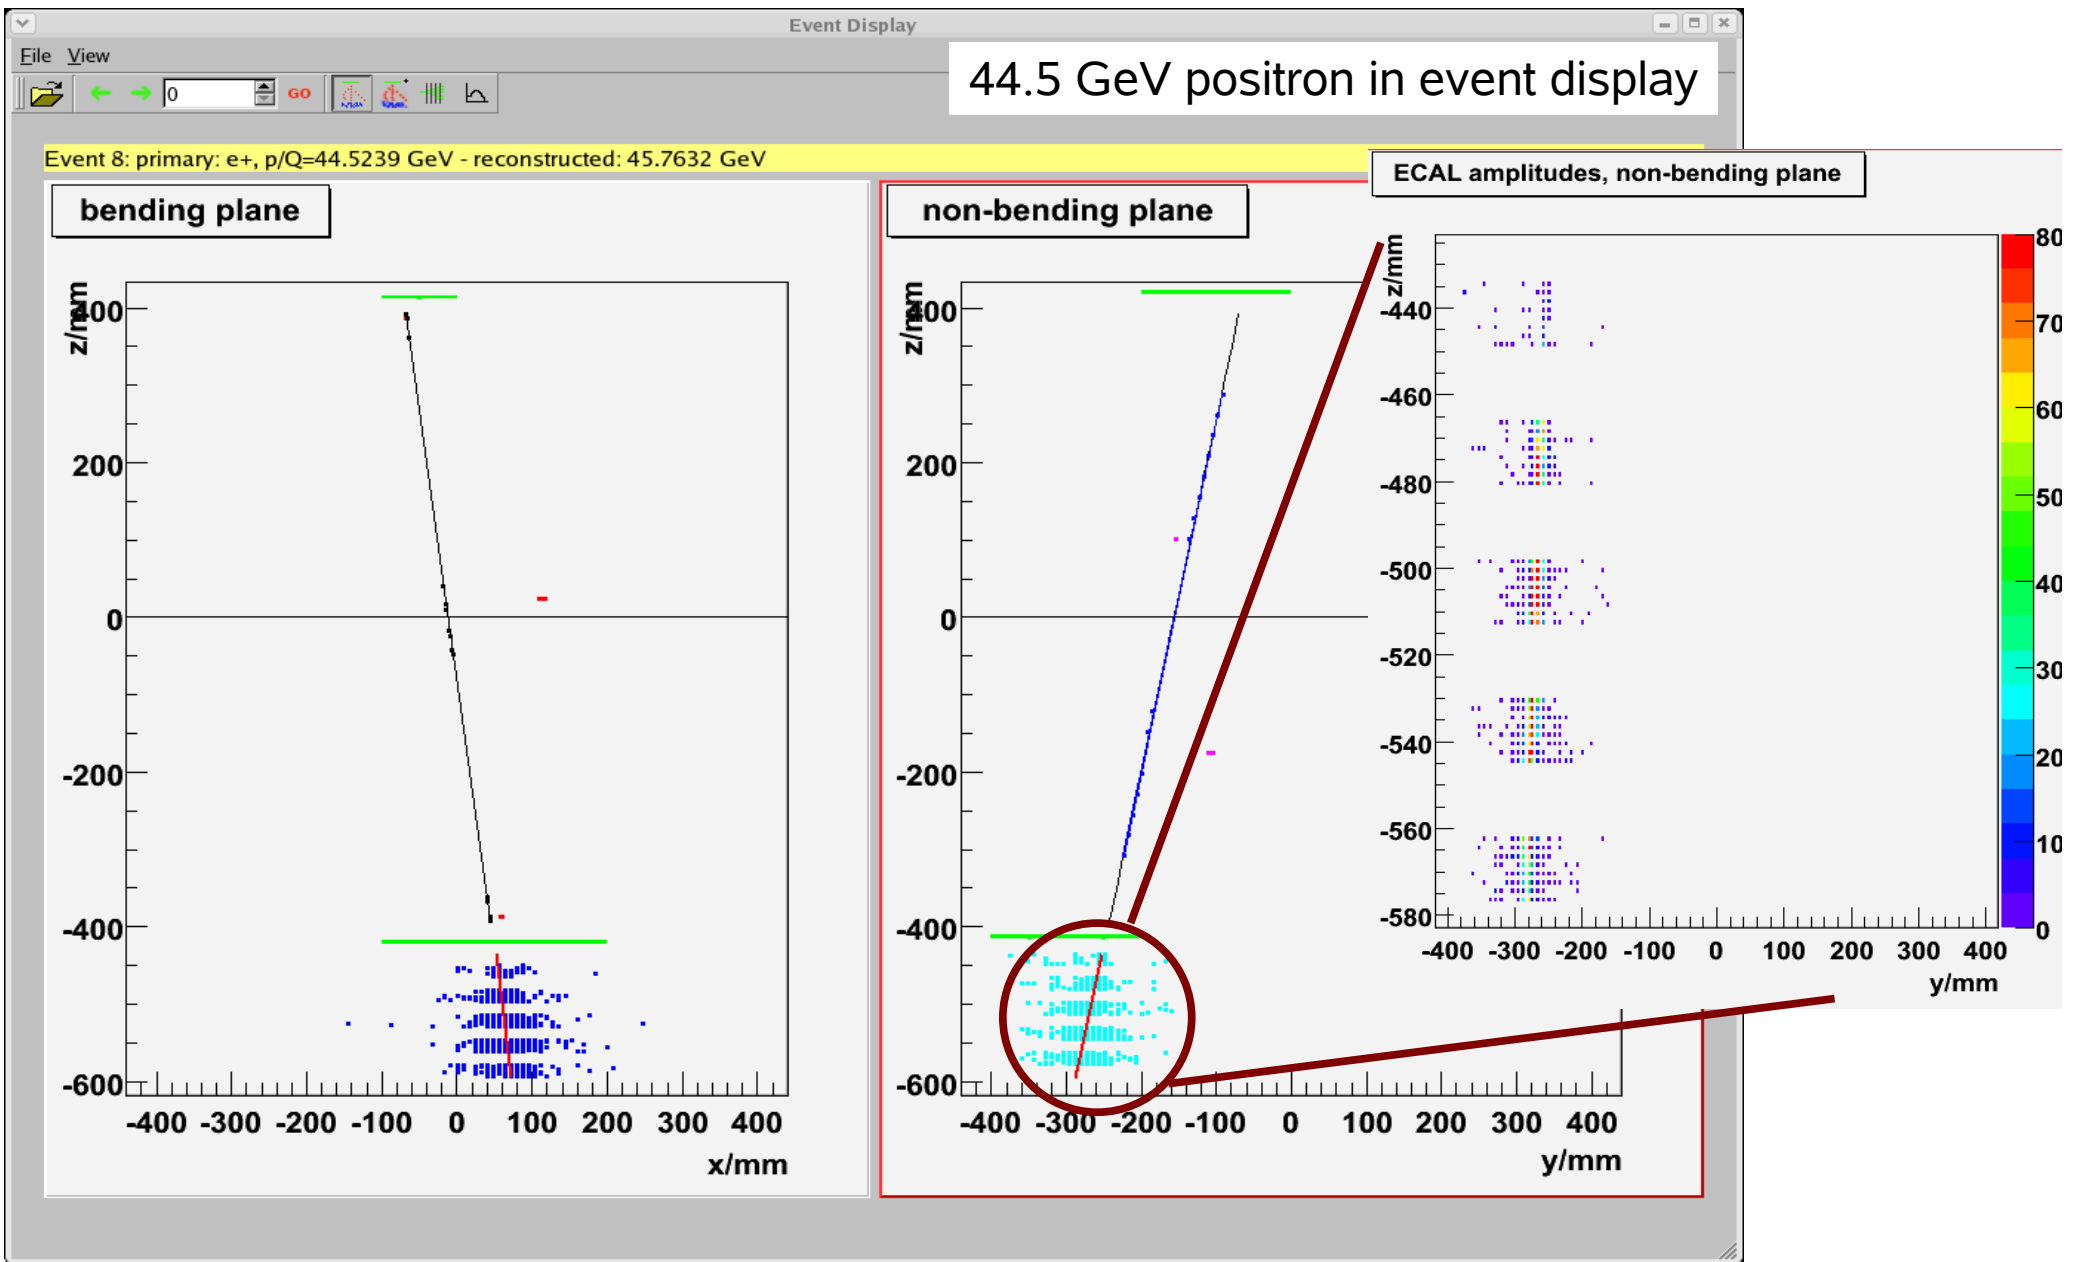 Event Display
File View
44.5 GeV positron in event display
0 GO
Event 8: primary: e+, p/Q=44.5239 GeV - reconstructed: 45.7632 GeV
bending plane
z/mm
400
200
0
-200
-400
-600
-400 -300 -200 -100 0 100 200 300 400
x/mm
non-bending plane
z/mm
400
200
0
-200
-400
-600
-400 -300 -200 -100 0 100 200 300 400
y/mm
ECAL amplitudes, non-bending plane
z/mm
-440
-460
-480
-500
-520
-540
-560
-580
-400 -300 -200 -100 0 100 200 300 400
y/mm
80
70
60
50
40
30
20
10
0